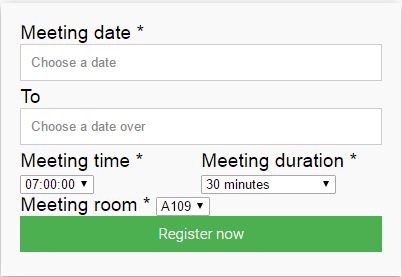 Meeting date *
Choose a date
To
Choose a date over
Meeting time * Meeting duration *
07:00:00 30 minutes
Meeting room * A109
Register now